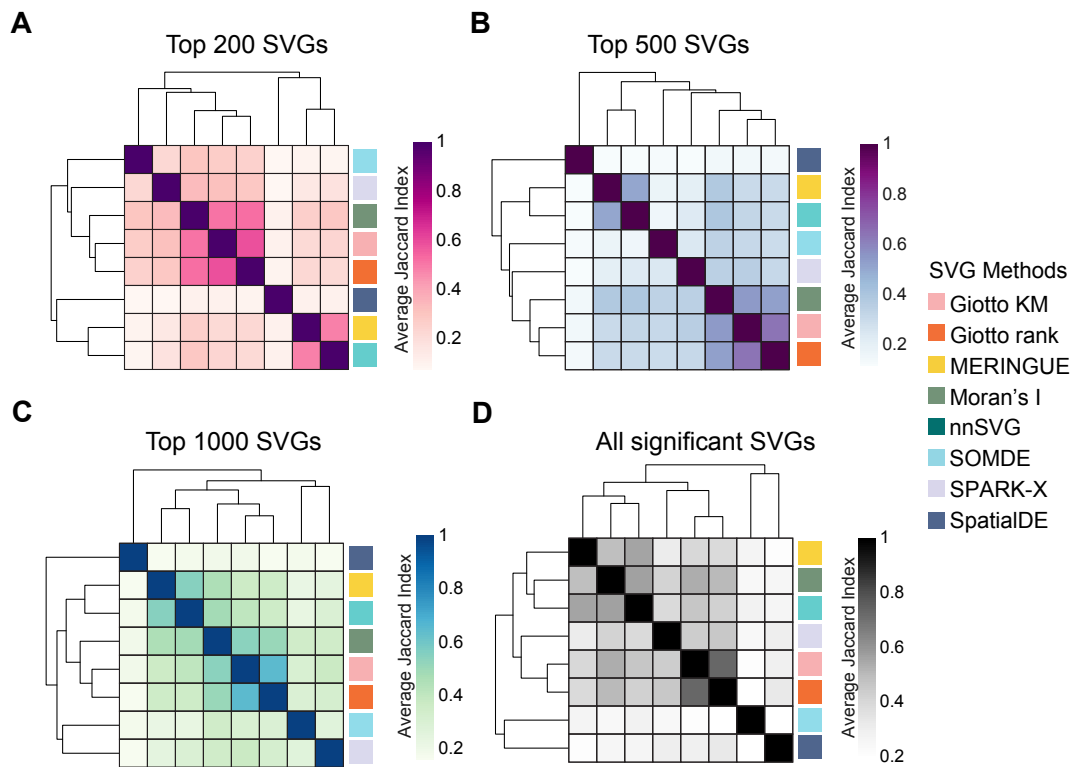 A
Top 200 SVGs
1
0.8
0.6
0.4
0.2
Average Jaccard Index
B
Top 500 SVGs
1
0.8
0.6
0.4
0.2
Average Jaccard Index
SVG Methods
Giotto KM
Giotto rank
MERINGUE
Moran's I
nnSVG
SOMDE
SPARK-X
SpatialDE
C
Top 1000 SVGs
1
0.8
0.6
0.4
0.2
Average Jaccard Index
D
All significant SVGs
1
0.8
0.6
0.4
0.2
Average Jaccard Index